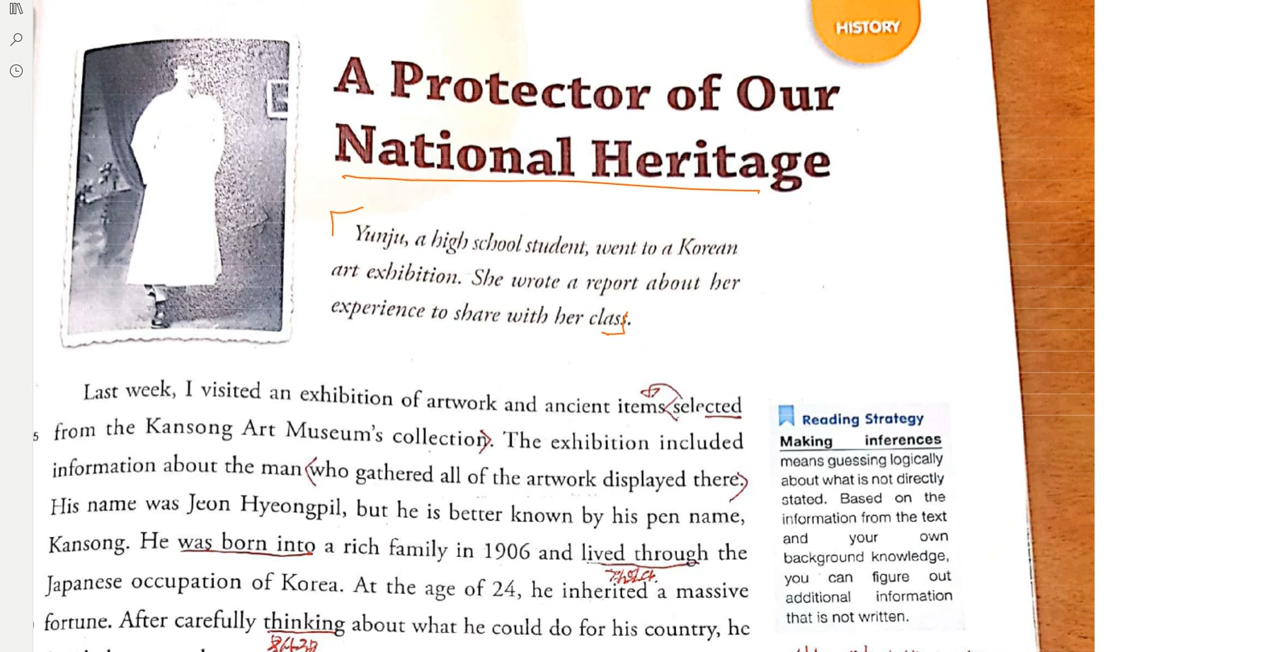 HISTORY
A Protector of Our
National Heritage
Yunju, a high school student, went to a Korean
art exhibition. She wrote a report about her
experience to share with her class.
Last week, I visited an exhibition of artwork and ancient items selected
5 from the Kansong Art Museum's collection. The exhibition included
information about the man who gathered all of the artwork displayed there.
His name was Jeon Hyeongpil, but he is better known by his pen name,
Kansong. He was born into a rich family in 1906 and lived through the
Japanese occupation of Korea. At the age of 24, he inherited a massive
fortune. After carefully thinking about what he could do for his country, he
Reading Strategy
Making inferences
means guessing logically
about what is not directly
stated. Based on the
information from the text
and your own
background knowledge,
you can figure out
additional information
that is not written.